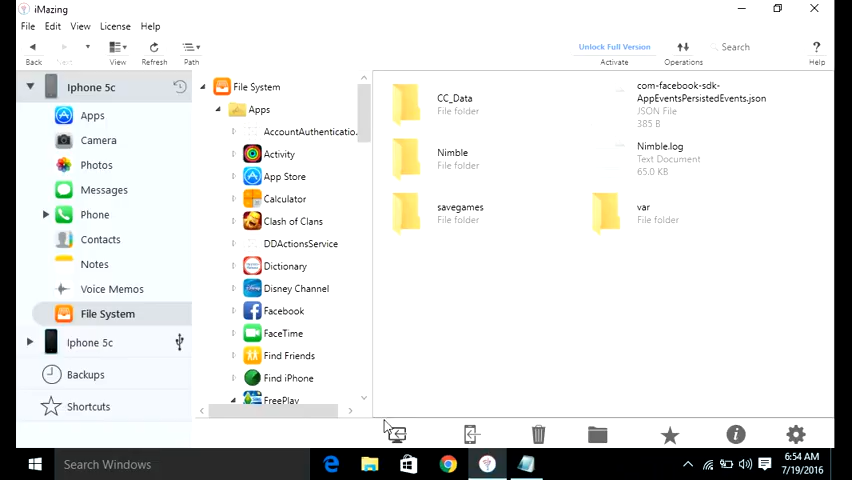 iMazing
File Edit View License Help
Back Next View Refresh Path
Unlock Full Version
Activate
Operations
Search
Help
Iphone 5c
Apps
Camera
Photos
Messages
Phone
Contacts
Notes
Voice Memos
File System
Iphone 5c
Backups
Shortcuts
File System
Apps
AccountAuthenticatio.
Activity
App Store
Calculator
Clash of Clans
DDActionsService
Dictionary
Disney Channel
Facebook
FaceTime
Find Friends
Find iPhone
FreePlay
CC_Data
File folder
com-facebook-sdk-
AppEventsPersistedEvents.json
JSON File
385 B
Nimble
File folder
Nimble.log
Text Document
65.0 KB
savegames
File folder
var
File folder
Search Windows
6:54 AM
7/19/2016